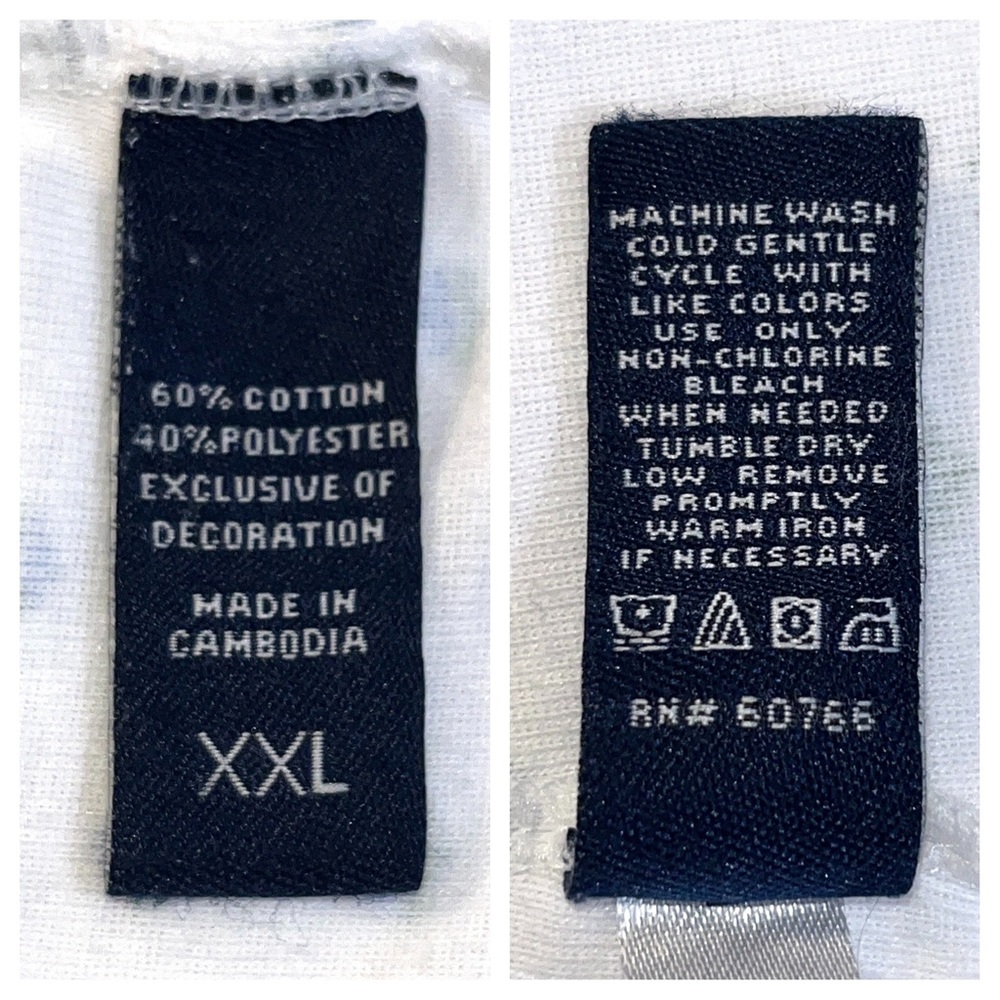 60% COTTON
40% POLYESTER
EXCLUSIVE OF
DECORATION
MADE IN
CAMBODIA
XXL
MACHINE WASH
COLD GENTLE
CYCLE WITH
LIKE COLORS
USE ONLY
NON-CHLORINE
BLEACH
WHEN NEEDED
TUMBLE DRY
LOW REMOVE
PROMPTLY
WARM IRON
IF NECESSARY
RN# 60766